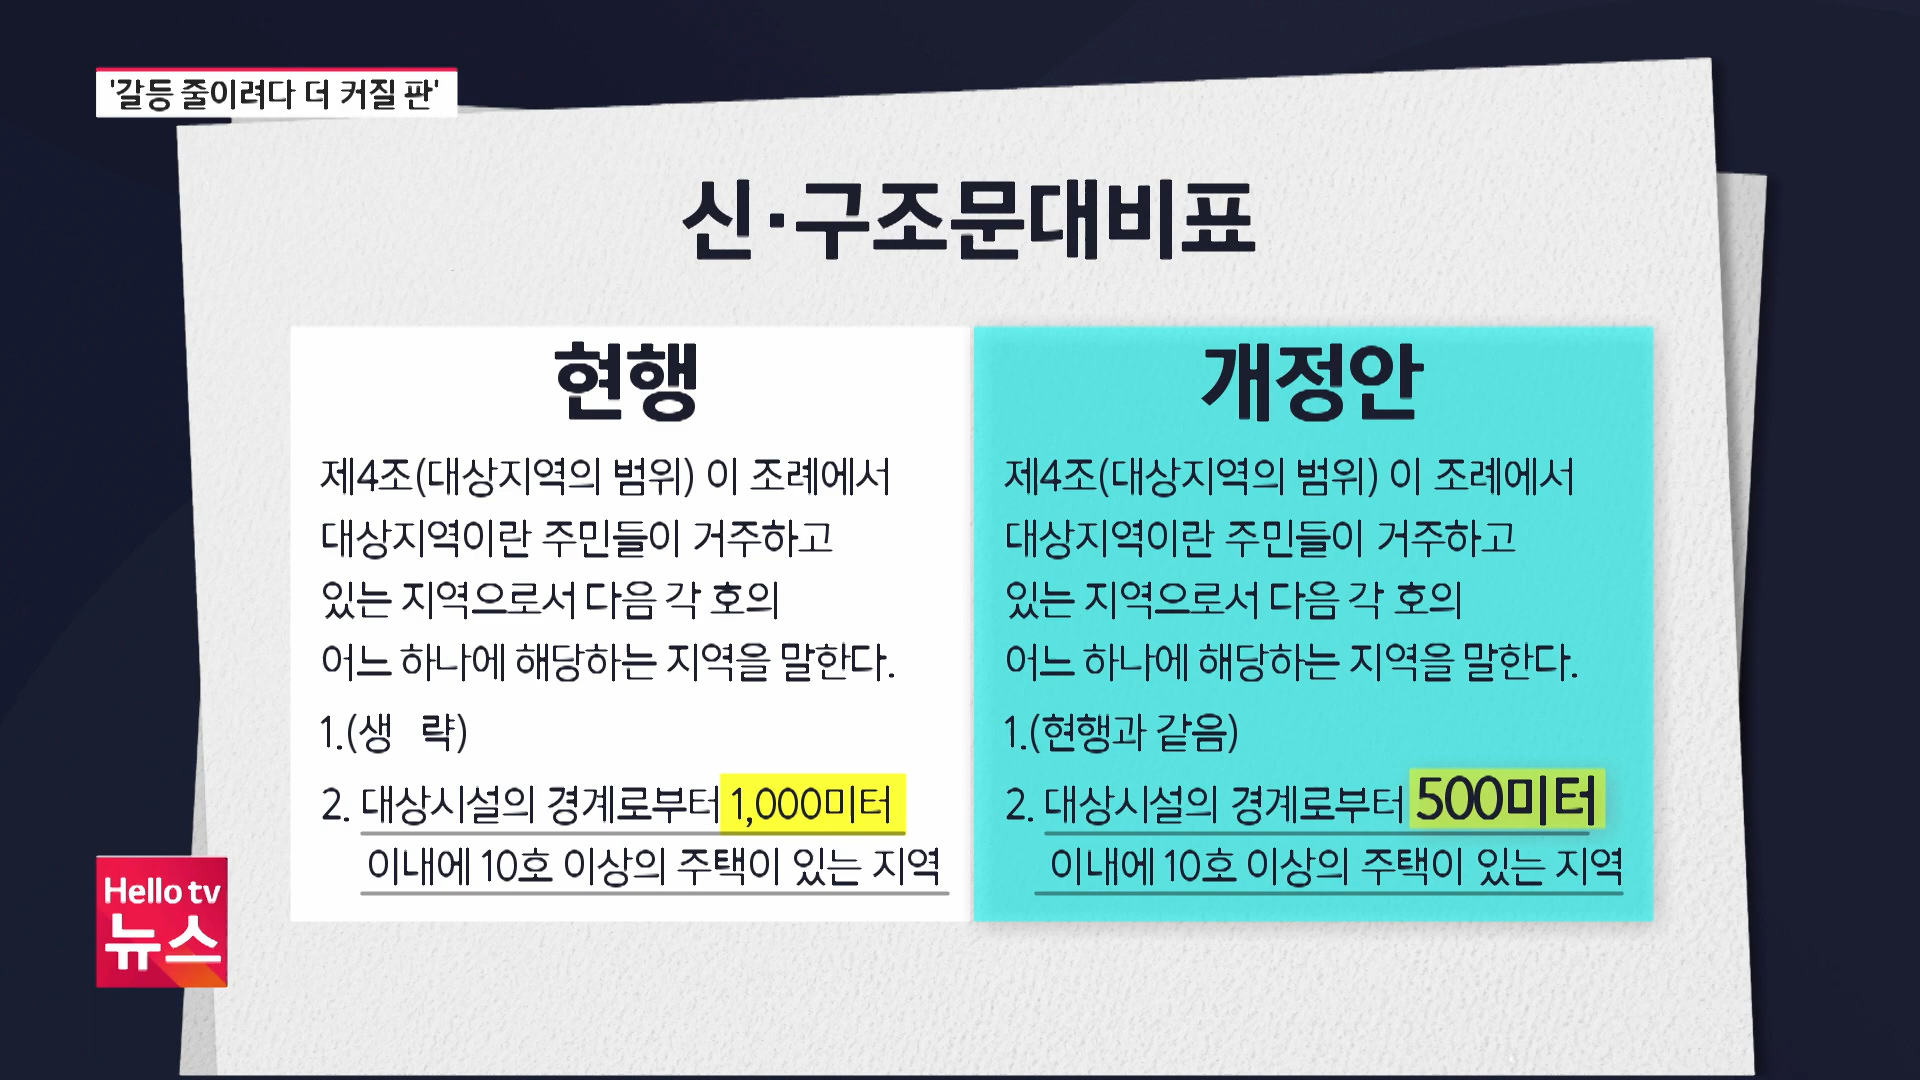 '갈등 줄이려다 더 커질 판'
신·구조문대비표
현행
제4조(대상지역의 범위) 이 조례에서
대상지역이란 주민들이 거주하고
있는 지역으로서 다음 각 호의
어느 하나에 해당하는 지역을 말한다.
1.(생 략)
2. 대상시설의 경계로부터 1,000미터
이내에 10호 이상의 주택이 있는 지역
개정안
제4조(대상지역의 범위) 이 조례에서
대상지역이란 주민들이 거주하고
있는 지역으로서 다음 각 호의
어느 하나에 해당하는 지역을 말한다.
1.(현행과 같음)
2. 대상시설의 경계로부터 500미터
이내에 10호 이상의 주택이 있는 지역
Hello tv
뉴스